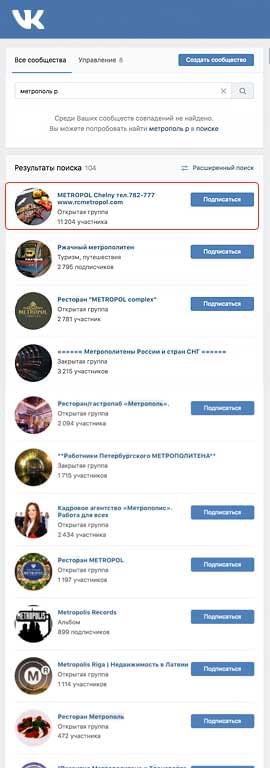 VK
Все сообщества
Управление 8
Создать сообщество
метрополь р
Среди Ваших сообществ совпадений не найдено.
Вы можете попробовать найти метрополь р в поиске
Результаты поиска 104
Расширенный поиск
METROPOL Chelny тел.782-777
www.rcmetropol.com
Открытая группа
11 204 участника
Подписаться
Ржачный метрополитен
Туризм, путешествия
2 795 подписчиков
Подписаться
Ресторан "METROPOL complex"
Открытая группа
2 781 участник
Подписаться
====== Метрополитены России и стран СНГ ======
Закрытая группа
3 215 участников
Ресторан/гастропаб «Метрополь».
Открытая группа
2 094 участника
Подписаться
**Работники Петербургского МЕТРОПОЛИТЕНА**
Закрытая группа
1 715 участников
Кадровое агентство «Метрополис».
Работа для всех
Открытая группа
2 434 участника
Подписаться
Ресторан METROPOL
Открытая группа
1 197 участников
Подписаться
Metropolis Records
Альбом
899 подписчиков
Подписаться
Metropolis Riga | Недвижимость в Латвии
Открытая группа
1 114 участников
Подписаться
Ресторан Метрополь
Открытая группа
472 участника
Подписаться